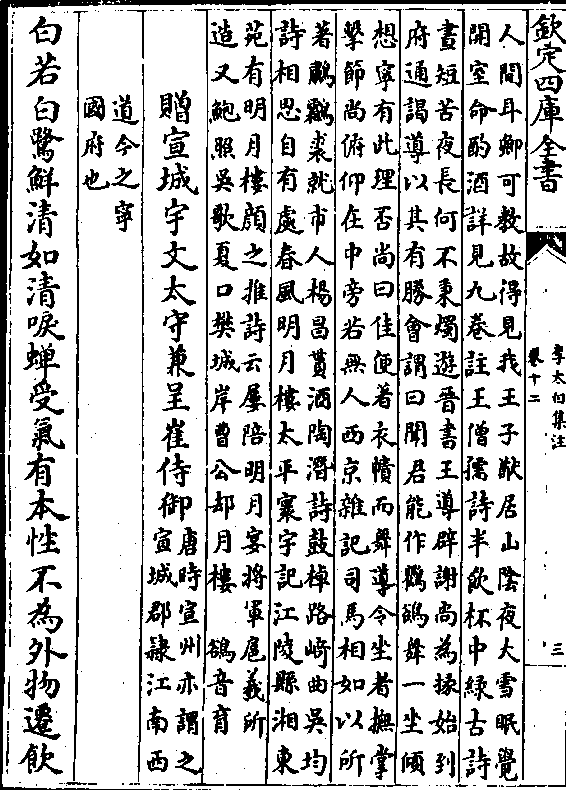 欽定四庫全書
李太白集注
卷十二
三
人間耳卿可教故得見我王子猷居山陰夜大雪眠覺
開室命酌酒詳見九卷註王僧孺詩半飲杯中緑古詩
晝短苦夜長何不秉燭遊晉書王導辟謝尚為掾始到
府通謁導以其有勝會謂曰聞君能作鸜鵒舞一坐傾
想寧有此理否尚曰佳便著衣幘而舞導令坐者撫掌
擊節尚俯仰在中旁若無人西京雜記司馬相如以所
著鷫鸘裘就市人楊昌貰酒陶潛詩鼓棹路崎曲吳均
詩相思自有處春風明月樓太平寰宇記江陵縣湘東
苑有明月樓顔之推詩云屢陪明月宴將軍扈義所
造又鮑照吳歌夏口樊城岸曹公却月樓 鵒音育
贈宣城宇文太守兼呈崔侍御
唐時宣州亦謂之
宣城郡隷江南西
道今之寧
國府也
白若白鷺鮮清如清唳蟬受氣有本性不為外物遷飲